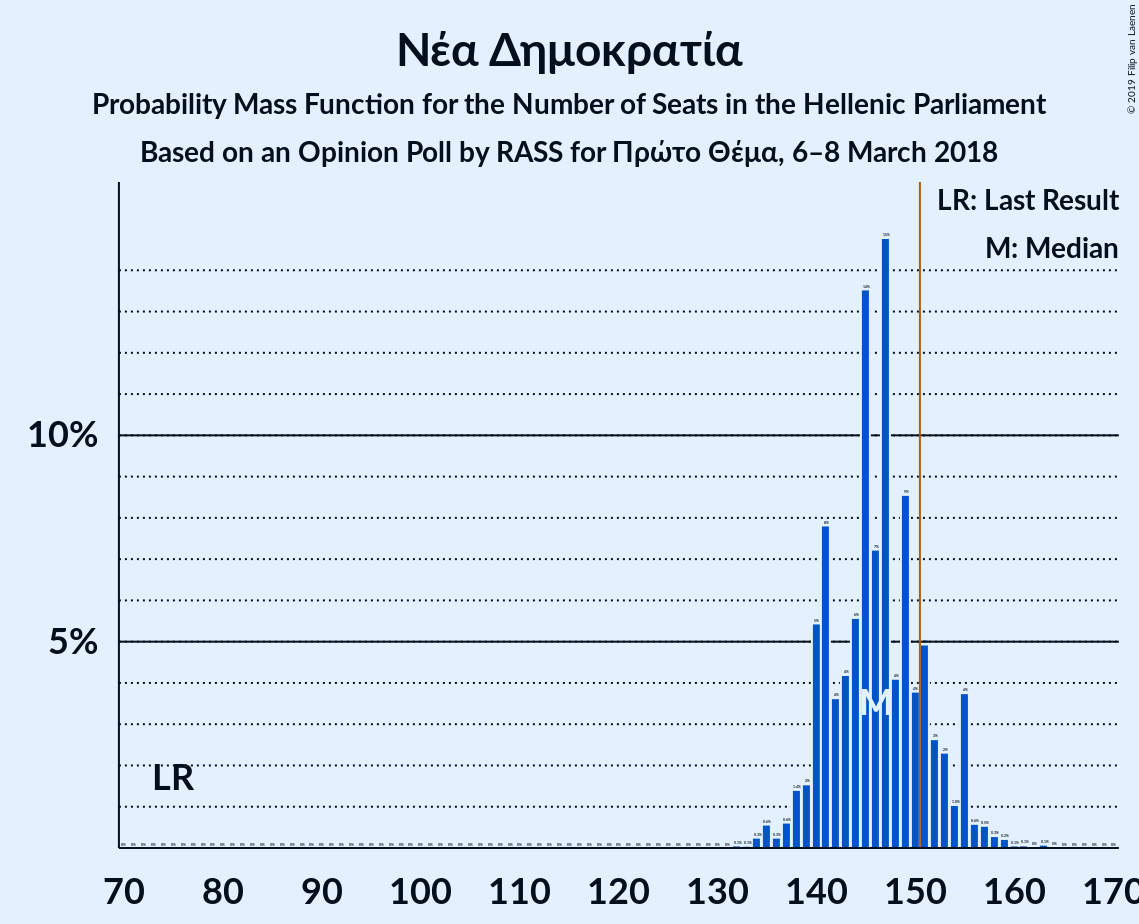 Νέα Δημοκρατία
Probability Mass Function for the Number of Seats in the Hellenic Parliament
Based on an Opinion Poll by RASS for Πρώτο Θέμα, 6–8 March 2018
© 2019 Filip van Laenen
LR: Last Result
M: Median
10%
5%
M
LR
70 80 90 100 110 120 130 140 150 160 170